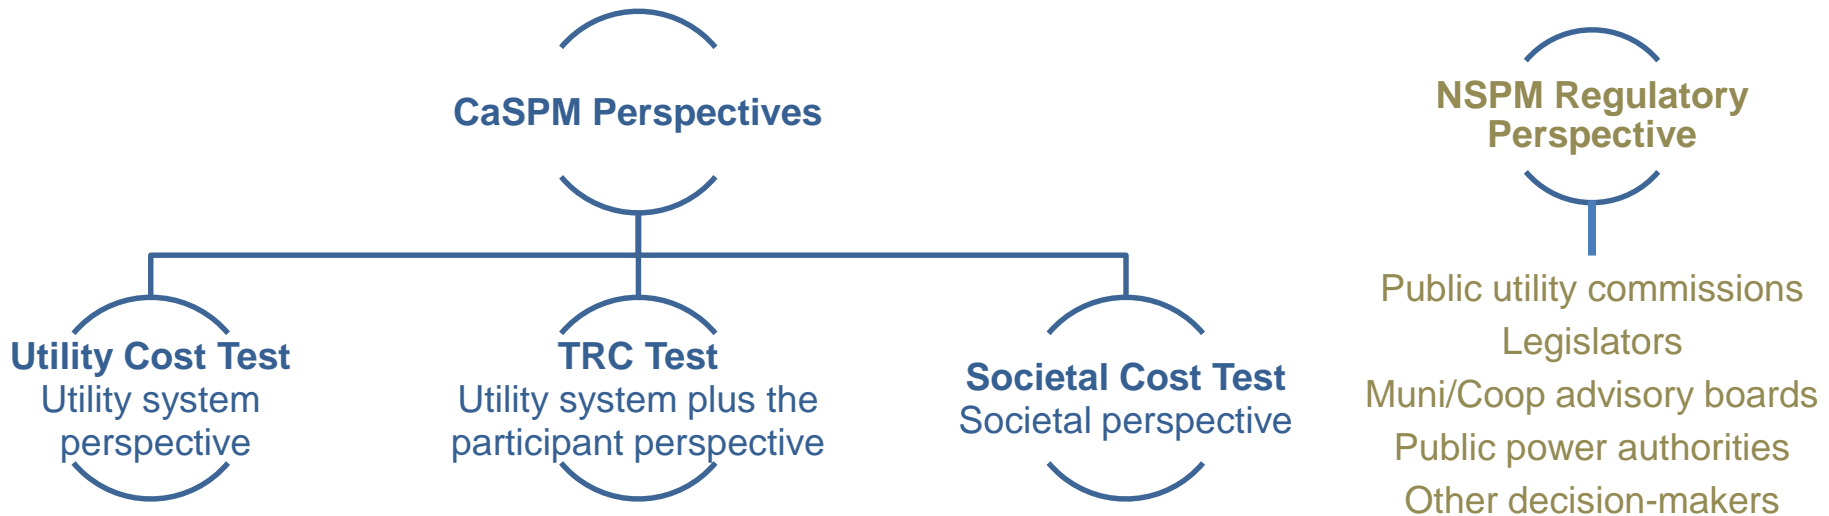 CaSPM Perspectives
Utility Cost Test
Utility system
perspective
TRC Test
Utility system plus the
participant perspective
Societal Cost Test
Societal perspective
NSPM Regulatory
Perspective
Public utility commissions
Legislators
Muni/Coop advisory boards
Public power authorities
Other decision-makers